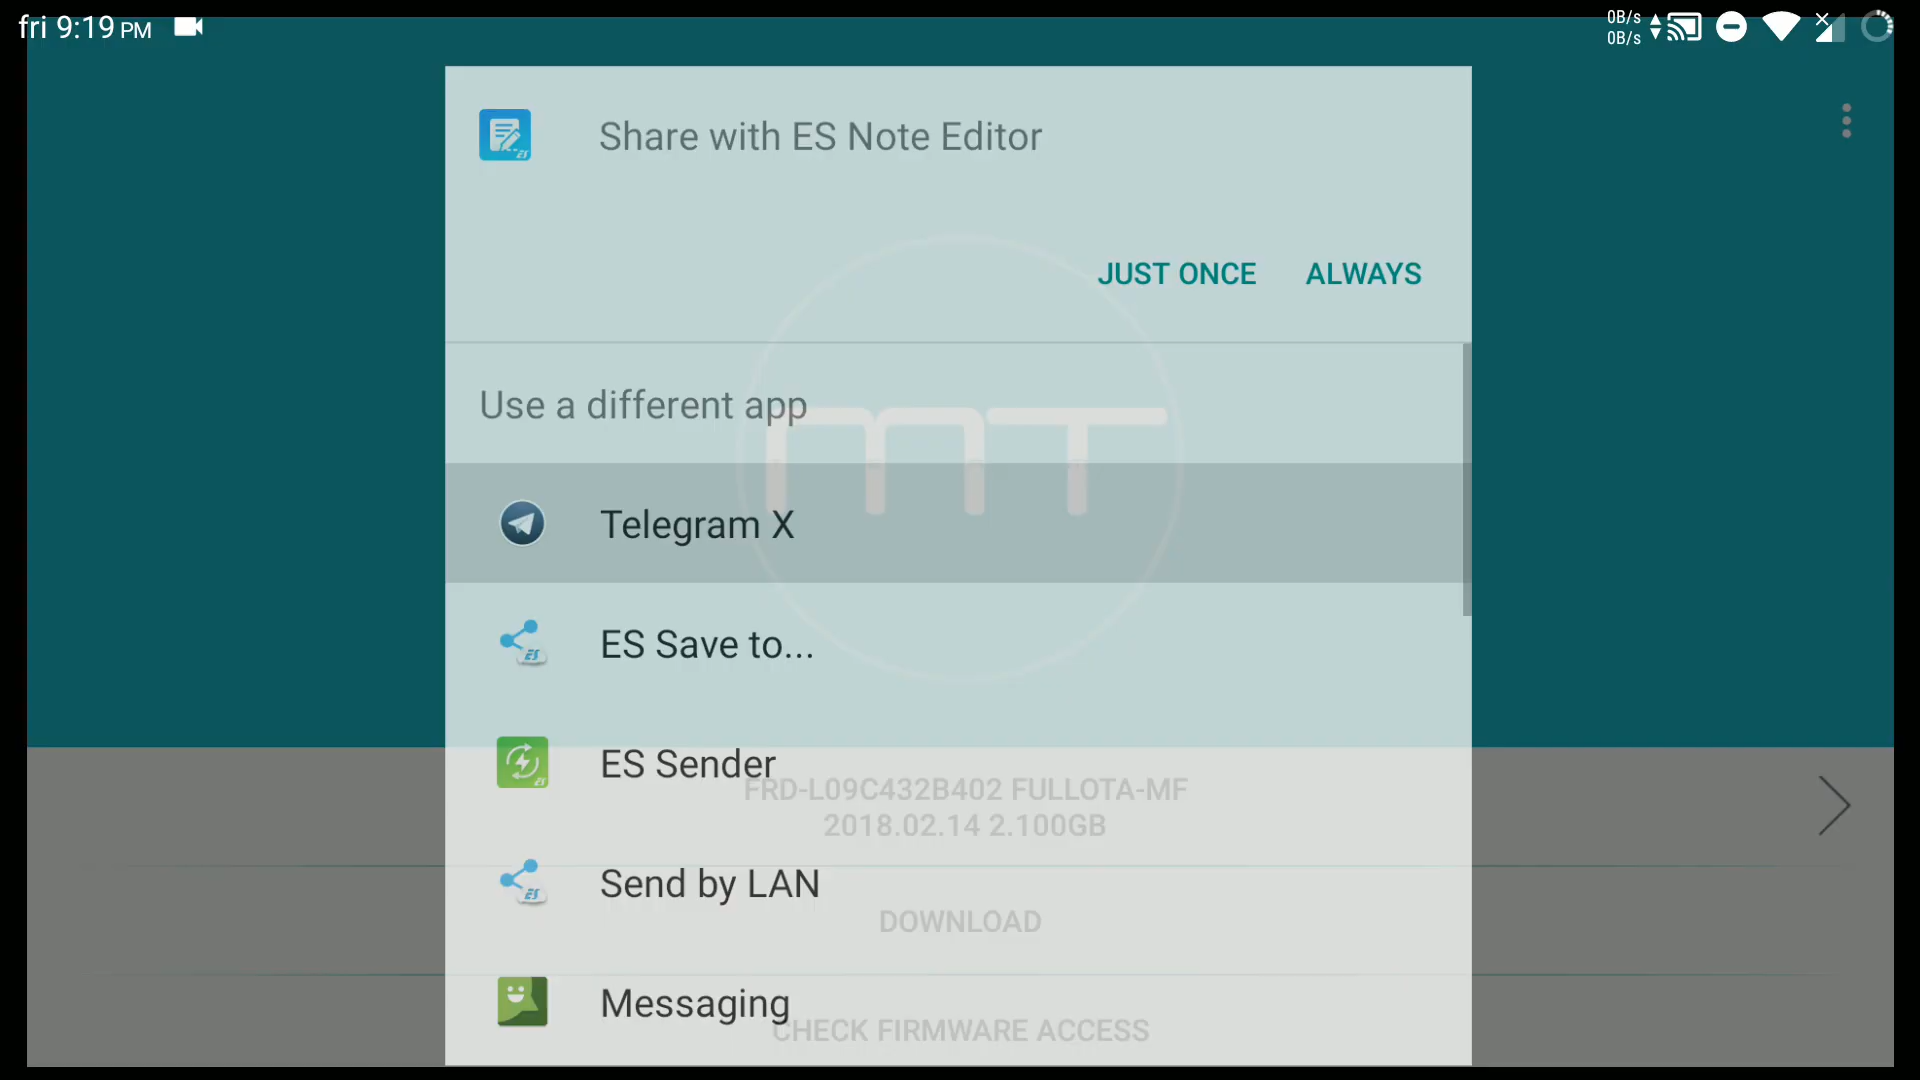 fri 9:19 PM
0B/s
0B/s
Share with ES Note Editor
JUST ONCE ALWAYS
Use a different app
mT
Telegram X
ES Save to...
ES Sender
FRD-L09C432B402 FULLOTA-MF
2018.02.14 2.100GB
Send by LAN
DOWNLOAD
Messaging
CHECK FIRMWARE ACCESS